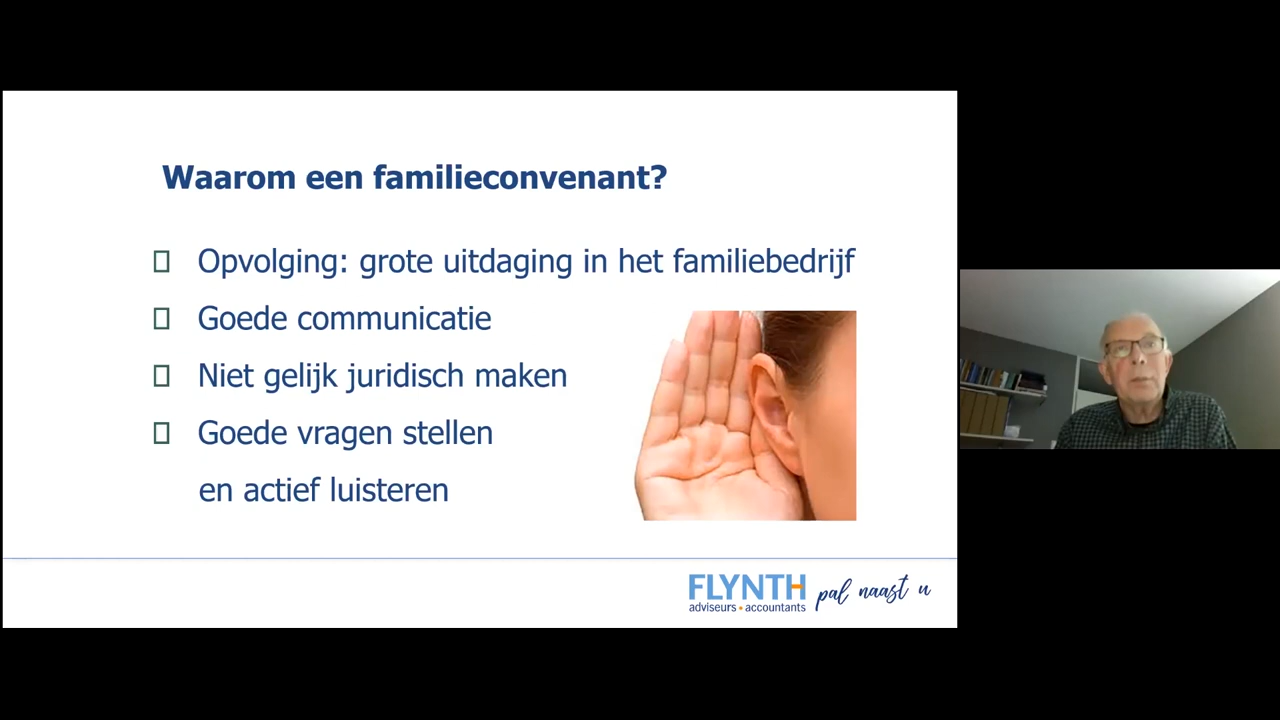 Waarom een familieconvenant?
Opvolging: grote uitdaging in het familiebedrijf
Goede communicatie
Niet gelijk juridisch maken
Goede vragen stellen
en actief luisteren
FLYNTH
adviseurs • accountants
pal naast u